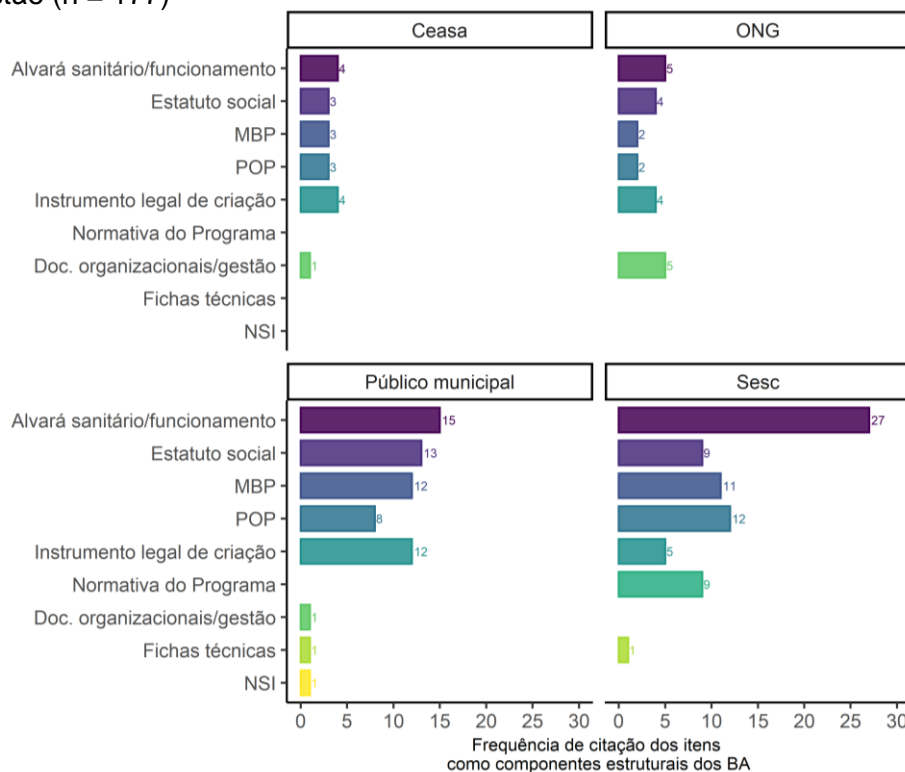 stão (n = 177)
Ceasa
ONG
Alvará sanitário/funcionamento 4 5
Estatuto social 3 4
MBP 3 2
POP 3 2
Instrumento legal de criação 4 4
Normativa do Programa
Doc. organizacionais/gestão 1 5
Fichas técnicas
NSI
Público municipal
Sesc
Alvará sanitário/funcionamento 15 27
Estatuto social 13 9
MBP 12 11
POP 8 12
Instrumento legal de criação 12 5
Normativa do Programa 9
Doc. organizacionais/gestão 1
Fichas técnicas 1 1
NSI 1
0 5 10 15 20 25 30 0 5 10 15 20 25 30
Frequência de citação dos itens
como componentes estruturais dos BA